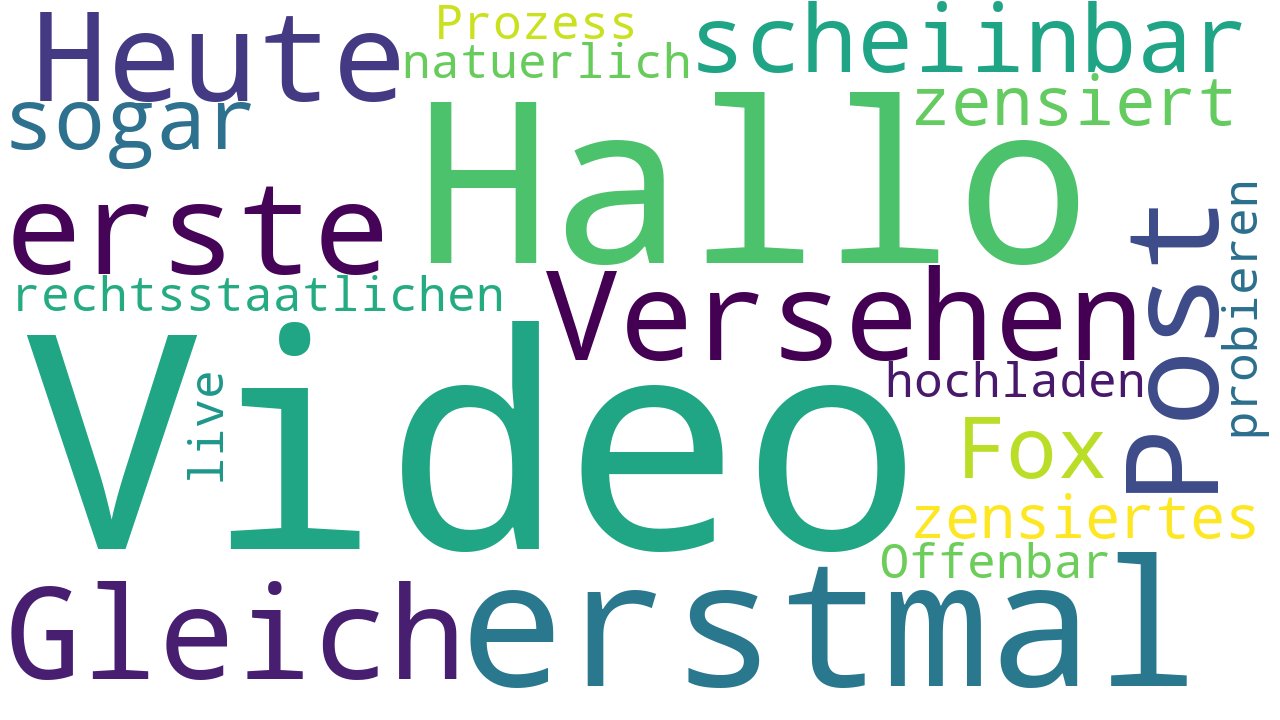 Heute
Prozess
natuerlich
scheiinbar
sogar
zensiert
Hallo
erste
Post
probieren
rechtsstaatlichen
Versehen
Video
live
hochladen
Fox
zensiertes
Offenbar
Gleich
erstmal